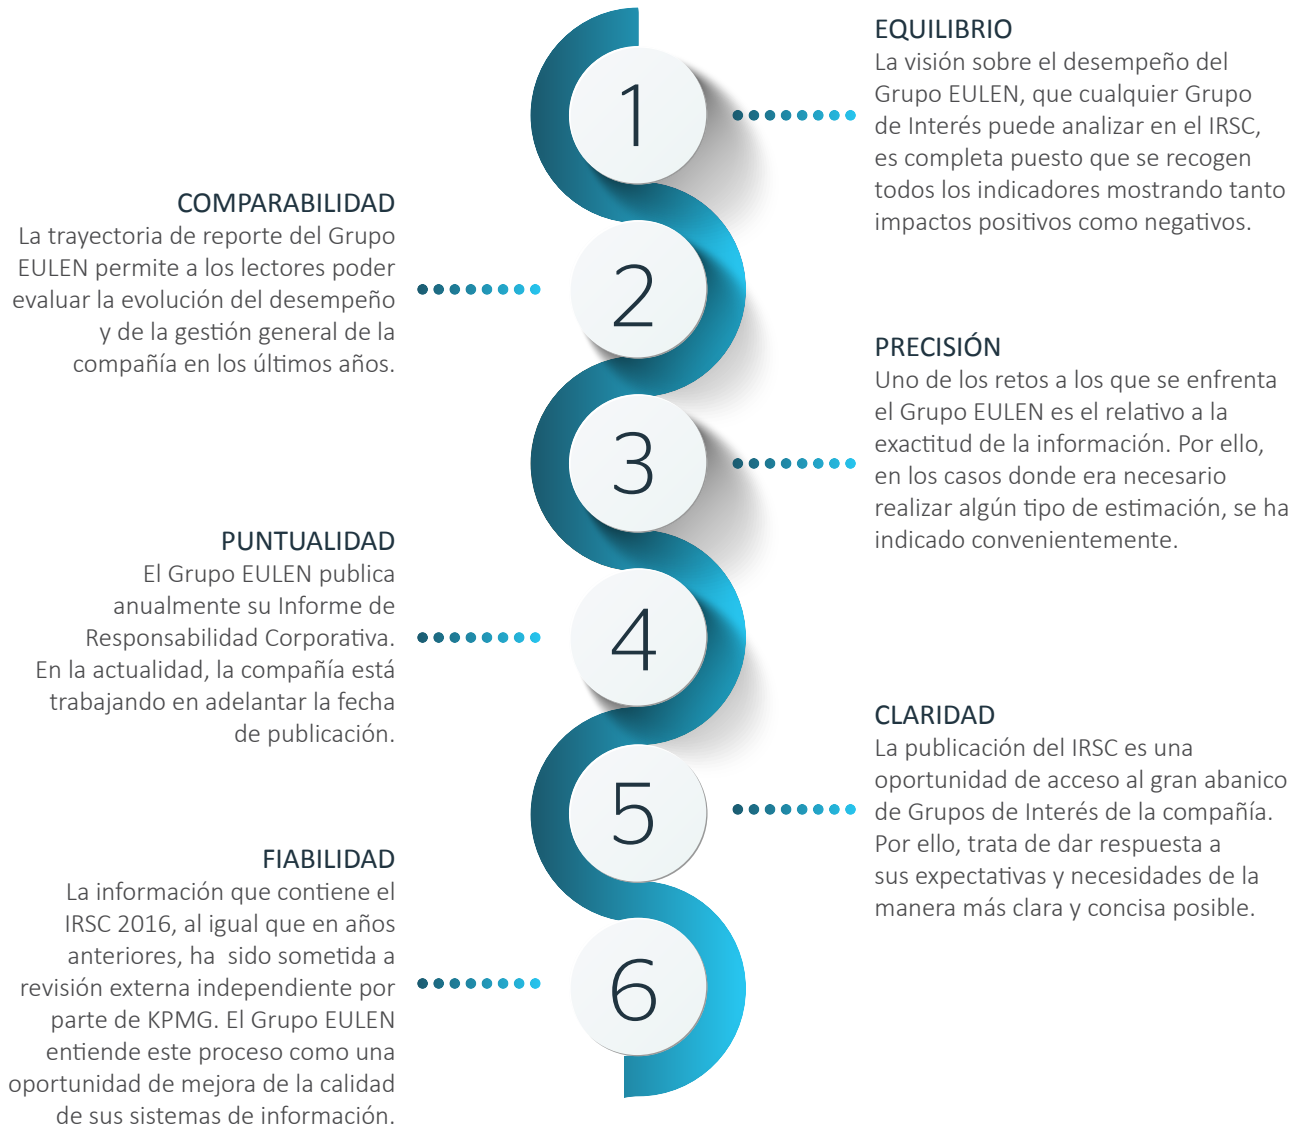 1
EQUILIBRIO
La visión sobre el desempeño del
Grupo EULEN, que cualquier Grupo
de Interés puede analizar en el IRSC,
es completa puesto que se recogen
todos los indicadores mostrando tanto
impactos positivos como negativos.
2
COMPARABILIDAD
La trayectoria de reporte del Grupo
EULEN permite a los lectores poder
evaluar la evolución del desempeño
y de la gestión general de la
compañía en los últimos años.
3
PRECISIÓN
Uno de los retos a los que se enfrenta
el Grupo EULEN es el relativo a la
exactitud de la información. Por ello,
en los casos donde era necesario
realizar algún tipo de estimación, se ha
indicado convenientemente.
4
PUNTUALIDAD
El Grupo EULEN publica
anualmente su Informe de
Responsabilidad Corporativa.
En la actualidad, la compañía está
trabajando en adelantar la fecha
de publicación.
5
CLARIDAD
La publicación del IRSC es una
oportunidad de acceso al gran abanico
de Grupos de Interés de la compañía.
Por ello, trata de dar respuesta a
sus expectativas y necesidades de la
manera más clara y concisa posible.
6
FIABILIDAD
La información que contiene el
IRSC 2016, al igual que en años
anteriores, ha  sido sometida a
revisión externa independiente por
parte de KPMG. El Grupo EULEN
entiende este proceso como una
oportunidad de mejora de la calidad
de sus sistemas de información.